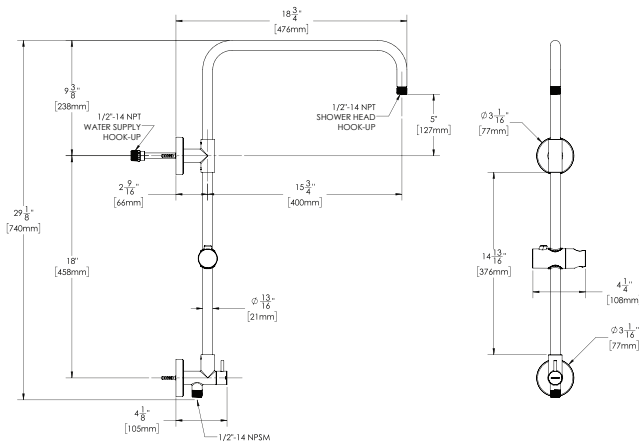 18 3/4"
[476mm]
9 3/8"
[238mm]
1/2"-14 NPT
WATER SUPPLY
HOOK-UP
1/2"-14 NPT
SHOWER HEAD
HOOK-UP
5"
[127mm]
Ø3 1/16"
[77mm]
2 9/16"
[66mm]
15 3/4"
[400mm]
29 1/8"
[740mm]
18"
[458mm]
14 13/16"
[376mm]
4 1/4"
[108mm]
Ø 13/16"
[21mm]
Ø3 1/16"
[77mm]
4 1/8"
[105mm]
1/2"-14 NPSM